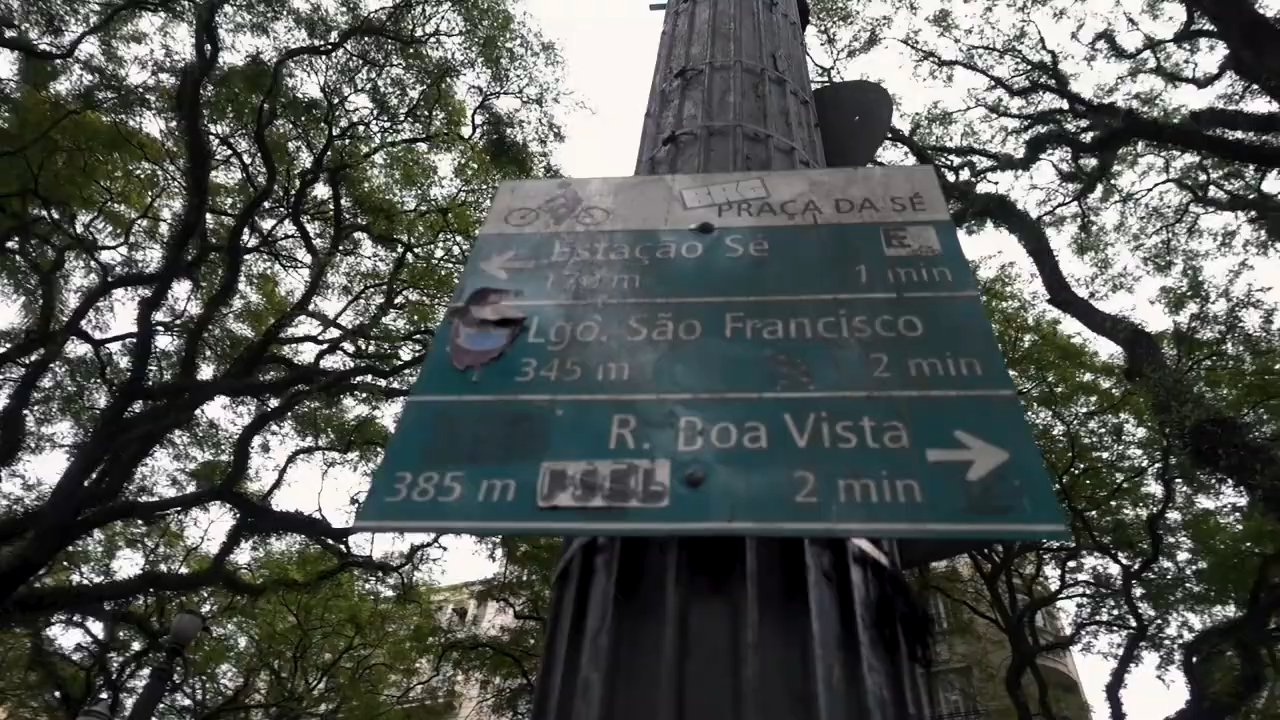 PRAÇA DA SÉ
Estação Sé
1 min
Lgo. São Francisco
345 m 2 min
R. Boa Vista
385 m 2 min